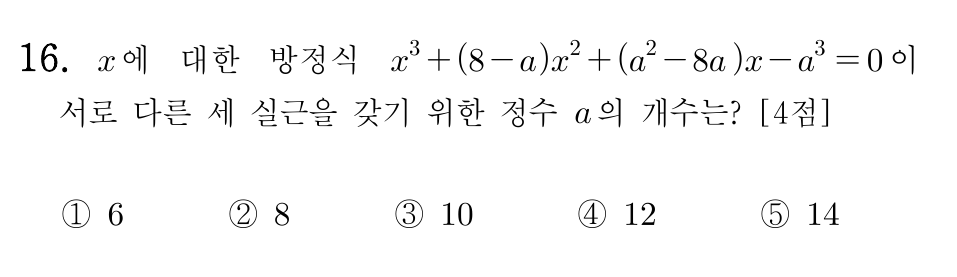 16. x에 대한 방정식 x³+(8−a)x²+(a²−8a)x−a³=0이
서로 다른 세 실근을 갖기 위한 정수 a의 개수는? [4점]
① 6 ② 8 ③ 10 ④ 12 ⑤ 14